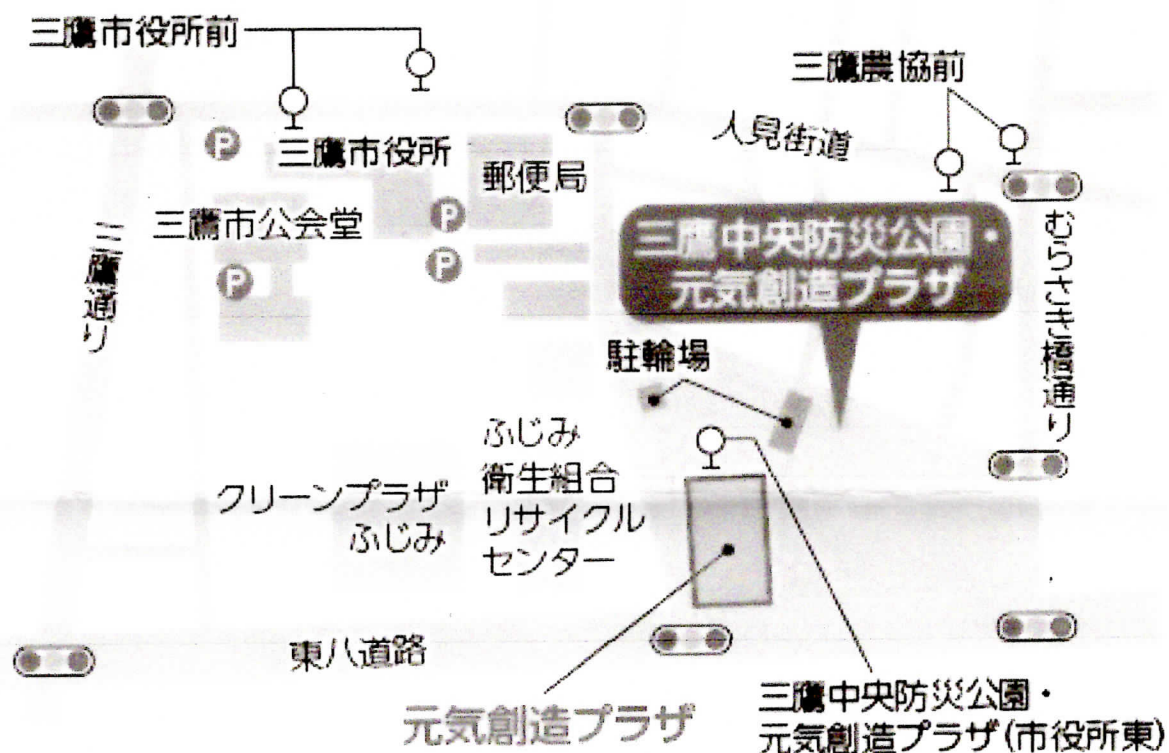 三鷹市役所前
三鷹農協前
人見街道
三鷹市役所
郵便局
三鷹市公会堂
P
P
P
P
三鷹通り
三鷹中央防災公園・
元気創造プラザ
むらさき橋通り
駐輪場
ふじみ
衛生組合
リサイクル
センター
クリーンプラザ
ふじみ
東八道路
元気創造プラザ
三鷹中央防災公園・
元気創造プラザ(市役所東)